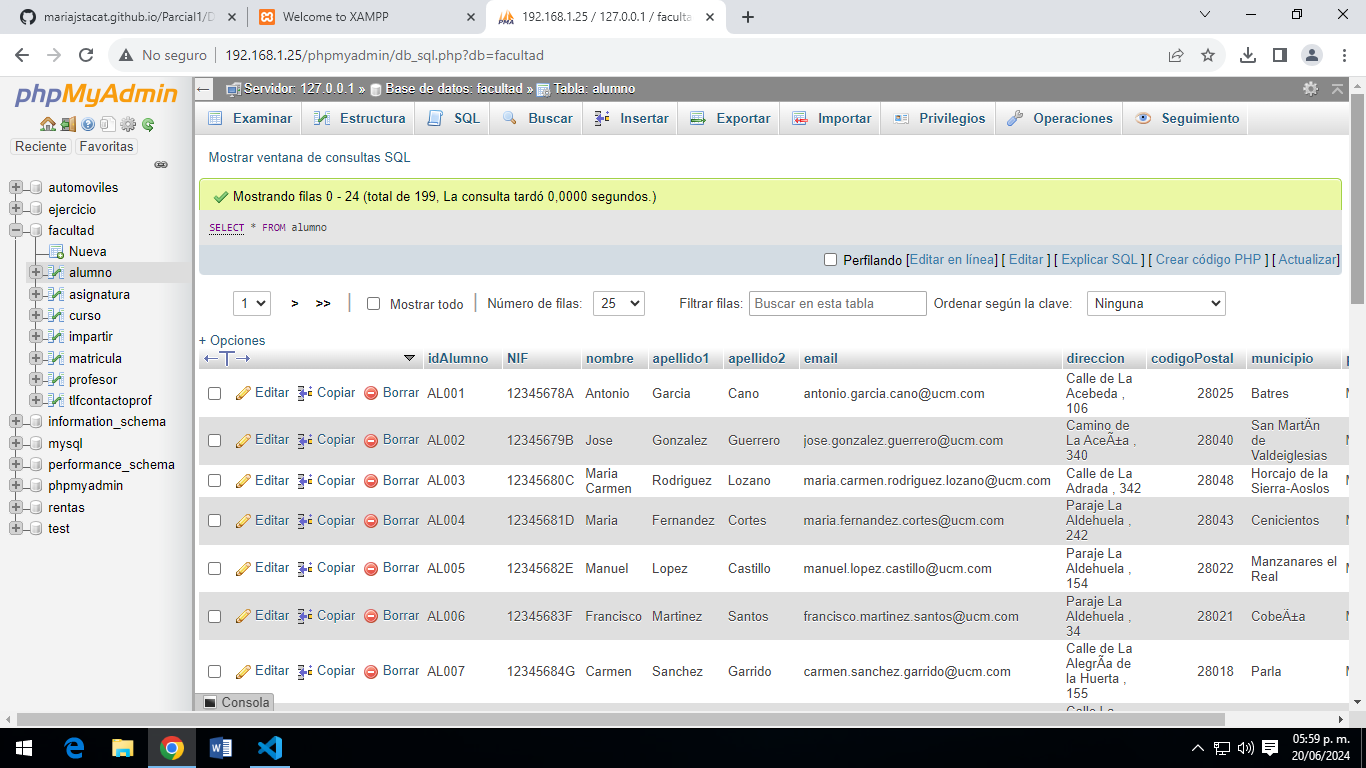 mariajstacat.github.io/Parcial1/D
Welcome to XAMPP
192.168.1.25 / 127.0.0.1 / faculta
No seguro
192.168.1.25/phpmyadmin/db_sql.php?db=facultad
phpMyAdmin
Reciente Favoritas
automoviles
ejercicio
facultad
Nueva
alumno
asignatura
curso
impartir
matricula
profesor
tlfcontactoprof
information_schema
mysql
performance_schema
phpmyadmin
rentas
test
Servidor: 127.0.0.1 » Base de datos: facultad » Tabla: alumno
Examinar Estructura SQL Buscar Insertar Exportar Importar Privilegios Operaciones Seguimiento
Mostrar ventana de consultas SQL
Mostrando filas 0 - 24 (total de 199, La consulta tardó 0,0000 segundos.)
SELECT * FROM alumno
Perfilando [Editar en línea] [ Editar ] [ Explicar SQL ] [ Crear código PHP ] [ Actualizar]
1 > >> | Mostrar todo | Número de filas: 25 Filtrar filas: Buscar en esta tabla Ordenar según la clave: Ninguna
+ Opciones
←T→ idAlumno NIF nombre apellido1 apellido2 email direccion codigoPostal municipio
Editar Copiar Borrar AL001 12345678A Antonio Garcia Cano antonio.garcia.cano@ucm.com Calle de La Acebeda , 106 28025 Batres
Editar Copiar Borrar AL002 12345679B Jose Gonzalez Guerrero jose.gonzalez.guerrero@ucm.com Camino de La AceÃ±a , 340 28040 San MartÃn de Valdeiglesias
Editar Copiar Borrar AL003 12345680C Maria Carmen Rodriguez Lozano maria.carmen.rodriguez.lozano@ucm.com Calle de La Adrada , 342 28048 Horcajo de la Sierra-Aoslos
Editar Copiar Borrar AL004 12345681D Maria Fernandez Cortes maria.fernandez.cortes@ucm.com Paraje La Aldehuela , 242 28043 Cenicientos
Editar Copiar Borrar AL005 12345682E Manuel Lopez Castillo manuel.lopez.castillo@ucm.com Paraje La Aldehuela , 154 28022 Manzanares el Real
Editar Copiar Borrar AL006 12345683F Francisco Martinez Santos francisco.martinez.santos@ucm.com Paraje La Aldehuela , 34 28021 CobeÃ±a
Editar Copiar Borrar AL007 12345684G Carmen Sanchez Garrido carmen.sanchez.garrido@ucm.com Calle de La AlegrÃa de la Huerta , 155 28018 Parla
Consola
05:59 p. m.
20/06/2024